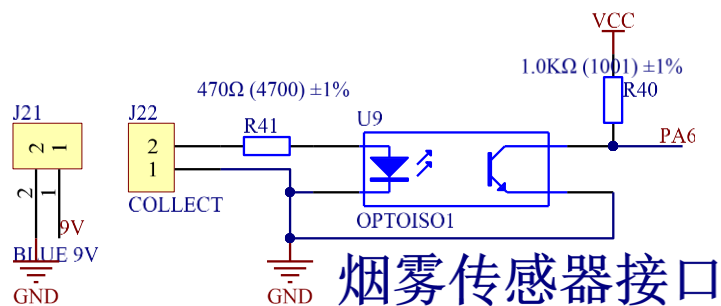 VCC
1.0KΩ (1001) ±1%
R40
470Ω (4700) ±1%
J21
J22
R41
U9
PA6
2 1
2
1
2
1
COLLECT
OPTOISO1
9V
BLUE 9V
GND
GND
烟雾传感器接口